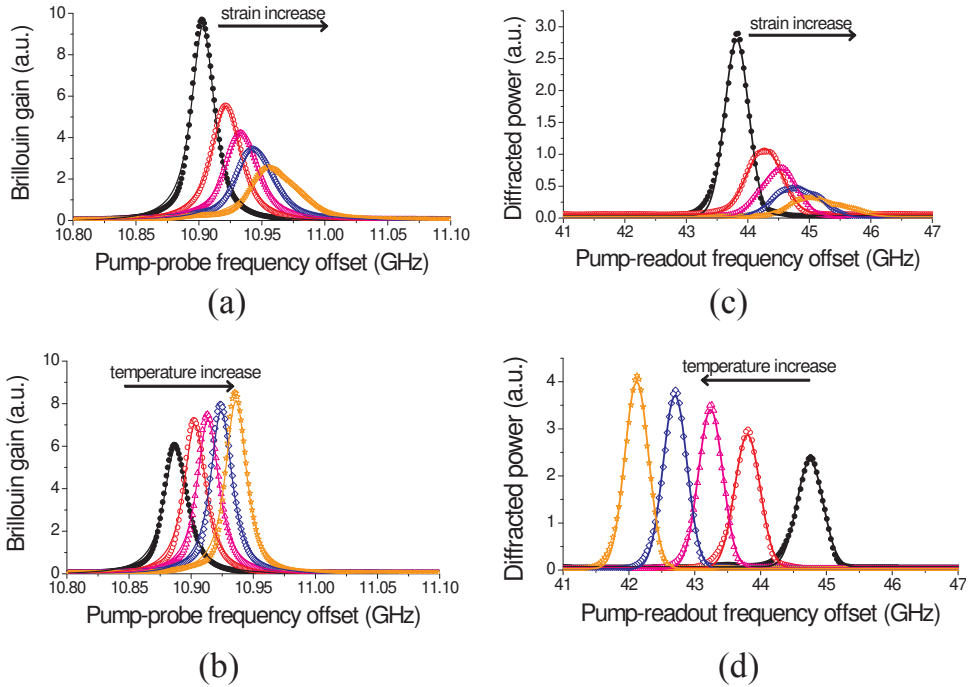 strain increase
Brillouin gain (a.u.)
10
8
6
4
2
0
10.80 10.85 10.90 10.95 11.00 11.05 11.10
Pump-probe frequency offset (GHz)
(a)
strain increase
Diffracted power (a.u.)
3.0
2.5
2.0
1.5
1.0
0.5
0.0
41 42 43 44 45 46 47
Pump-readout frequency offset (GHz)
(c)
temperature increase
Brillouin gain (a.u.)
10
8
6
4
2
0
10.80 10.85 10.90 10.95 11.00 11.05 11.10
Pump-probe frequency offset (GHz)
(b)
temperature increase
Diffracted power (a.u.)
4
3
2
1
0
41 42 43 44 45 46 47
Pump-readout frequency offset (GHz)
(d)